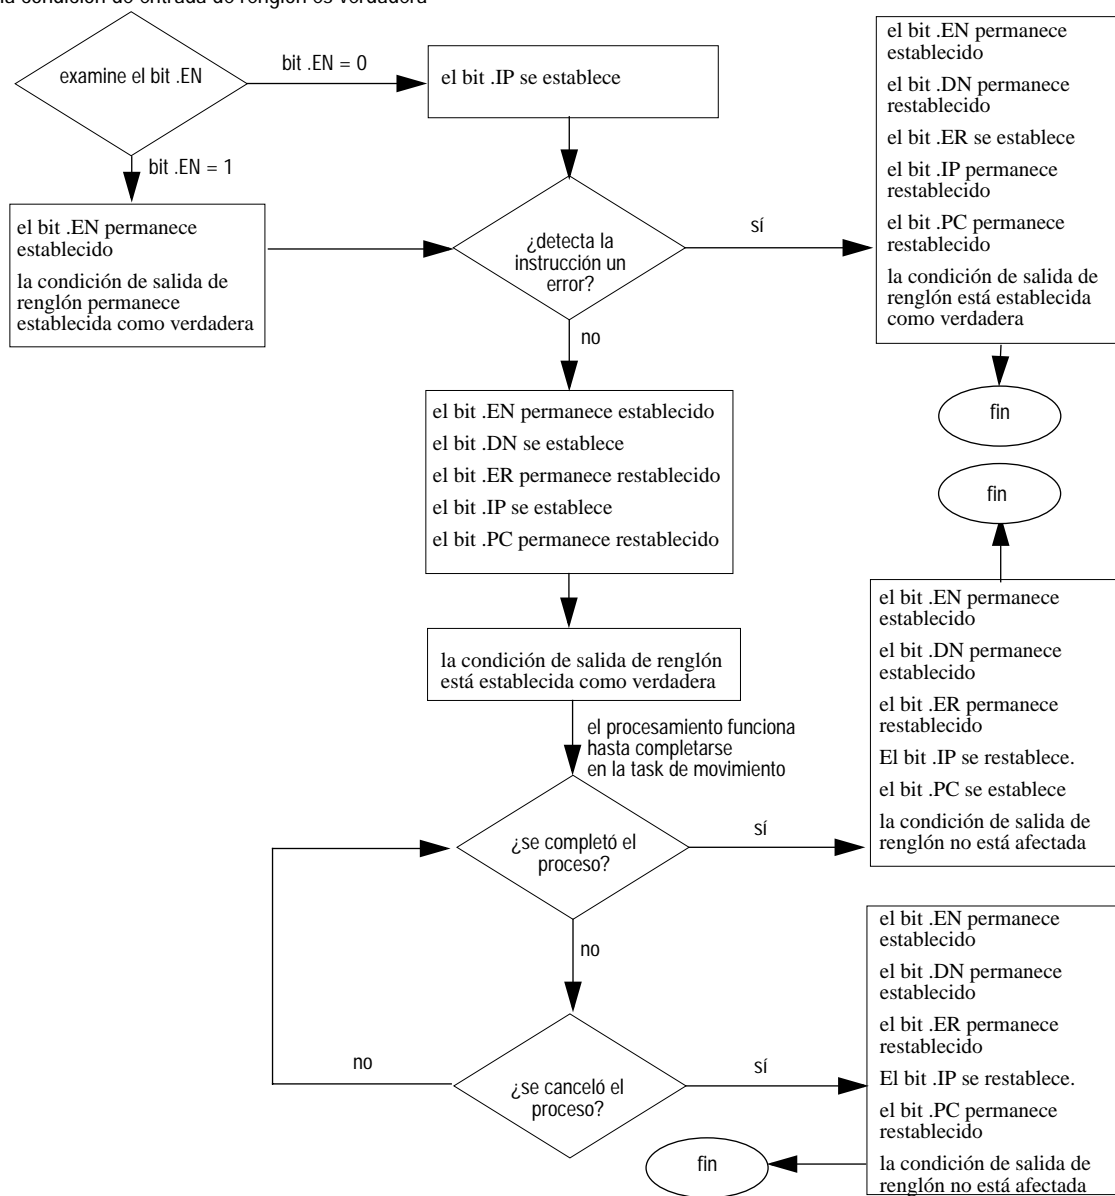 la condición de entrada de renglón es verdadera
examine el bit .EN
bit .EN = 0
el bit .IP se establece
bit .EN = 1
el bit .EN permanece
establecido
la condición de salida de
renglón permanece
establecida como verdadera
¿detecta la
instrucción un
error?
sí
el bit .EN permanece
establecido
el bit .DN permanece
restablecido
el bit .ER se establece
el bit .IP permanece
restablecido
el bit .PC permanece
restablecido
la condición de salida de
renglón está establecida
como verdadera
fin
no
el bit .EN permanece establecido
el bit .DN se establece
el bit .ER permanece restablecido
el bit .IP se establece
el bit .PC permanece restablecido
la condición de salida de renglón
está establecida como verdadera
el procesamiento funciona
hasta completarse
en la task de movimiento
¿se completó el
proceso?
sí
fin
el bit .EN permanece
establecido
el bit .DN permanece
establecido
el bit .ER permanece
restablecido
El bit .IP se restablece.
el bit .PC se establece
la condición de salida de
renglón no está afectada
no
¿se canceló el
proceso?
no
sí
el bit .EN permanece
establecido
el bit .DN permanece
establecido
el bit .ER permanece
restablecido
El bit .IP se restablece.
el bit .PC permanece
restablecido
la condición de salida de
renglón no está afectada
fin